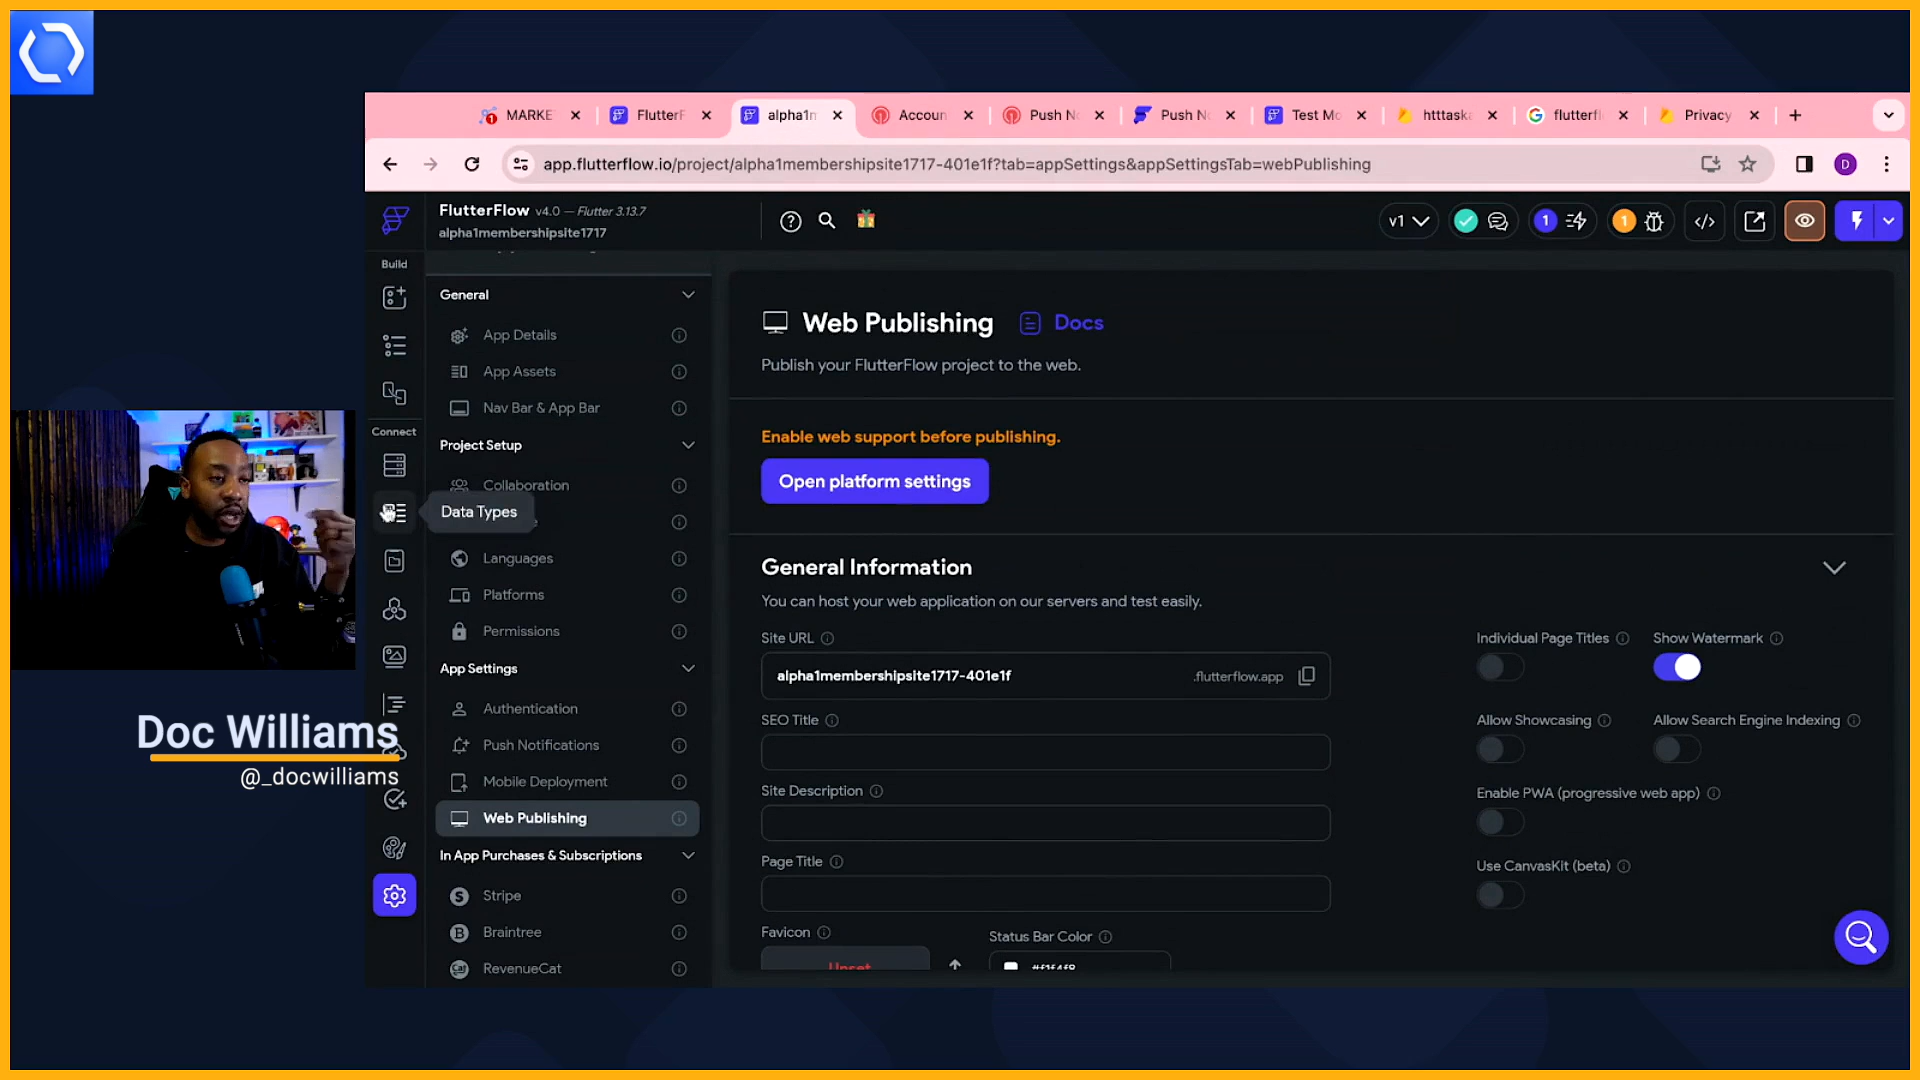 MARKE
FlutterF
alpha1m
Accoun
Push No
Push No
Test Mo
htttaska
flutterfl
Privacy
app.flutterflow.io/project/alpha1membershipsite1717-401e1f?tab=appSettings&appSettingsTab=webPublishing
D
FlutterFlow v4.0 — Flutter 3.13.7
alpha1membershipsite1717
v1
1
1
Build
Connect
General
App Details
App Assets
Nav Bar & App Bar
Project Setup
Collaboration
Data Types
Languages
Platforms
Permissions
App Settings
Authentication
Push Notifications
Mobile Deployment
Web Publishing
In App Purchases & Subscriptions
Stripe
Braintree
RevenueCat
Web Publishing
Docs
Publish your FlutterFlow project to the web.
Enable web support before publishing.
Open platform settings
General Information
You can host your web application on our servers and test easily.
Site URL
alpha1membershipsite1717-401e1f
.flutterflow.app
SEO Title
Site Description
Page Title
Favicon
Unset
Status Bar Color
#f1f4f8
Individual Page Titles
Show Watermark
Allow Showcasing
Allow Search Engine Indexing
Enable PWA (progressive web app)
Use CanvasKit (beta)
Doc Williams
@_docwilliams